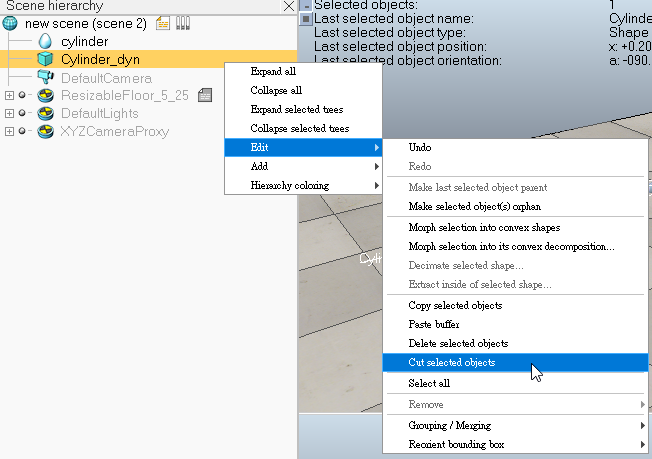 Scene hierarchy
new scene (scene 2)
cylinder
Cylinder_dyn
DefaultCamera
ResizableFloor_5_25
DefaultLights
XYZCameraProxy
Selected objects: 1
Last selected object name: Cylinde
Last selected object type: Shape
Last selected object position: x: +0.20
Last selected object orientation: a: -090.
Expand all
Collapse all
Expand selected trees
Collapse selected trees
Edit
Add
Hierarchy coloring
Undo
Redo
Make last selected object parent
Make selected object(s) orphan
Morph selection into convex shapes
Morph selection into its convex decomposition...
Decimate selected shape...
Extract inside of selected shape...
Copy selected objects
Paste buffer
Delete selected objects
Cut selected objects
Select all
Remove
Grouping / Merging
Reorient bounding box